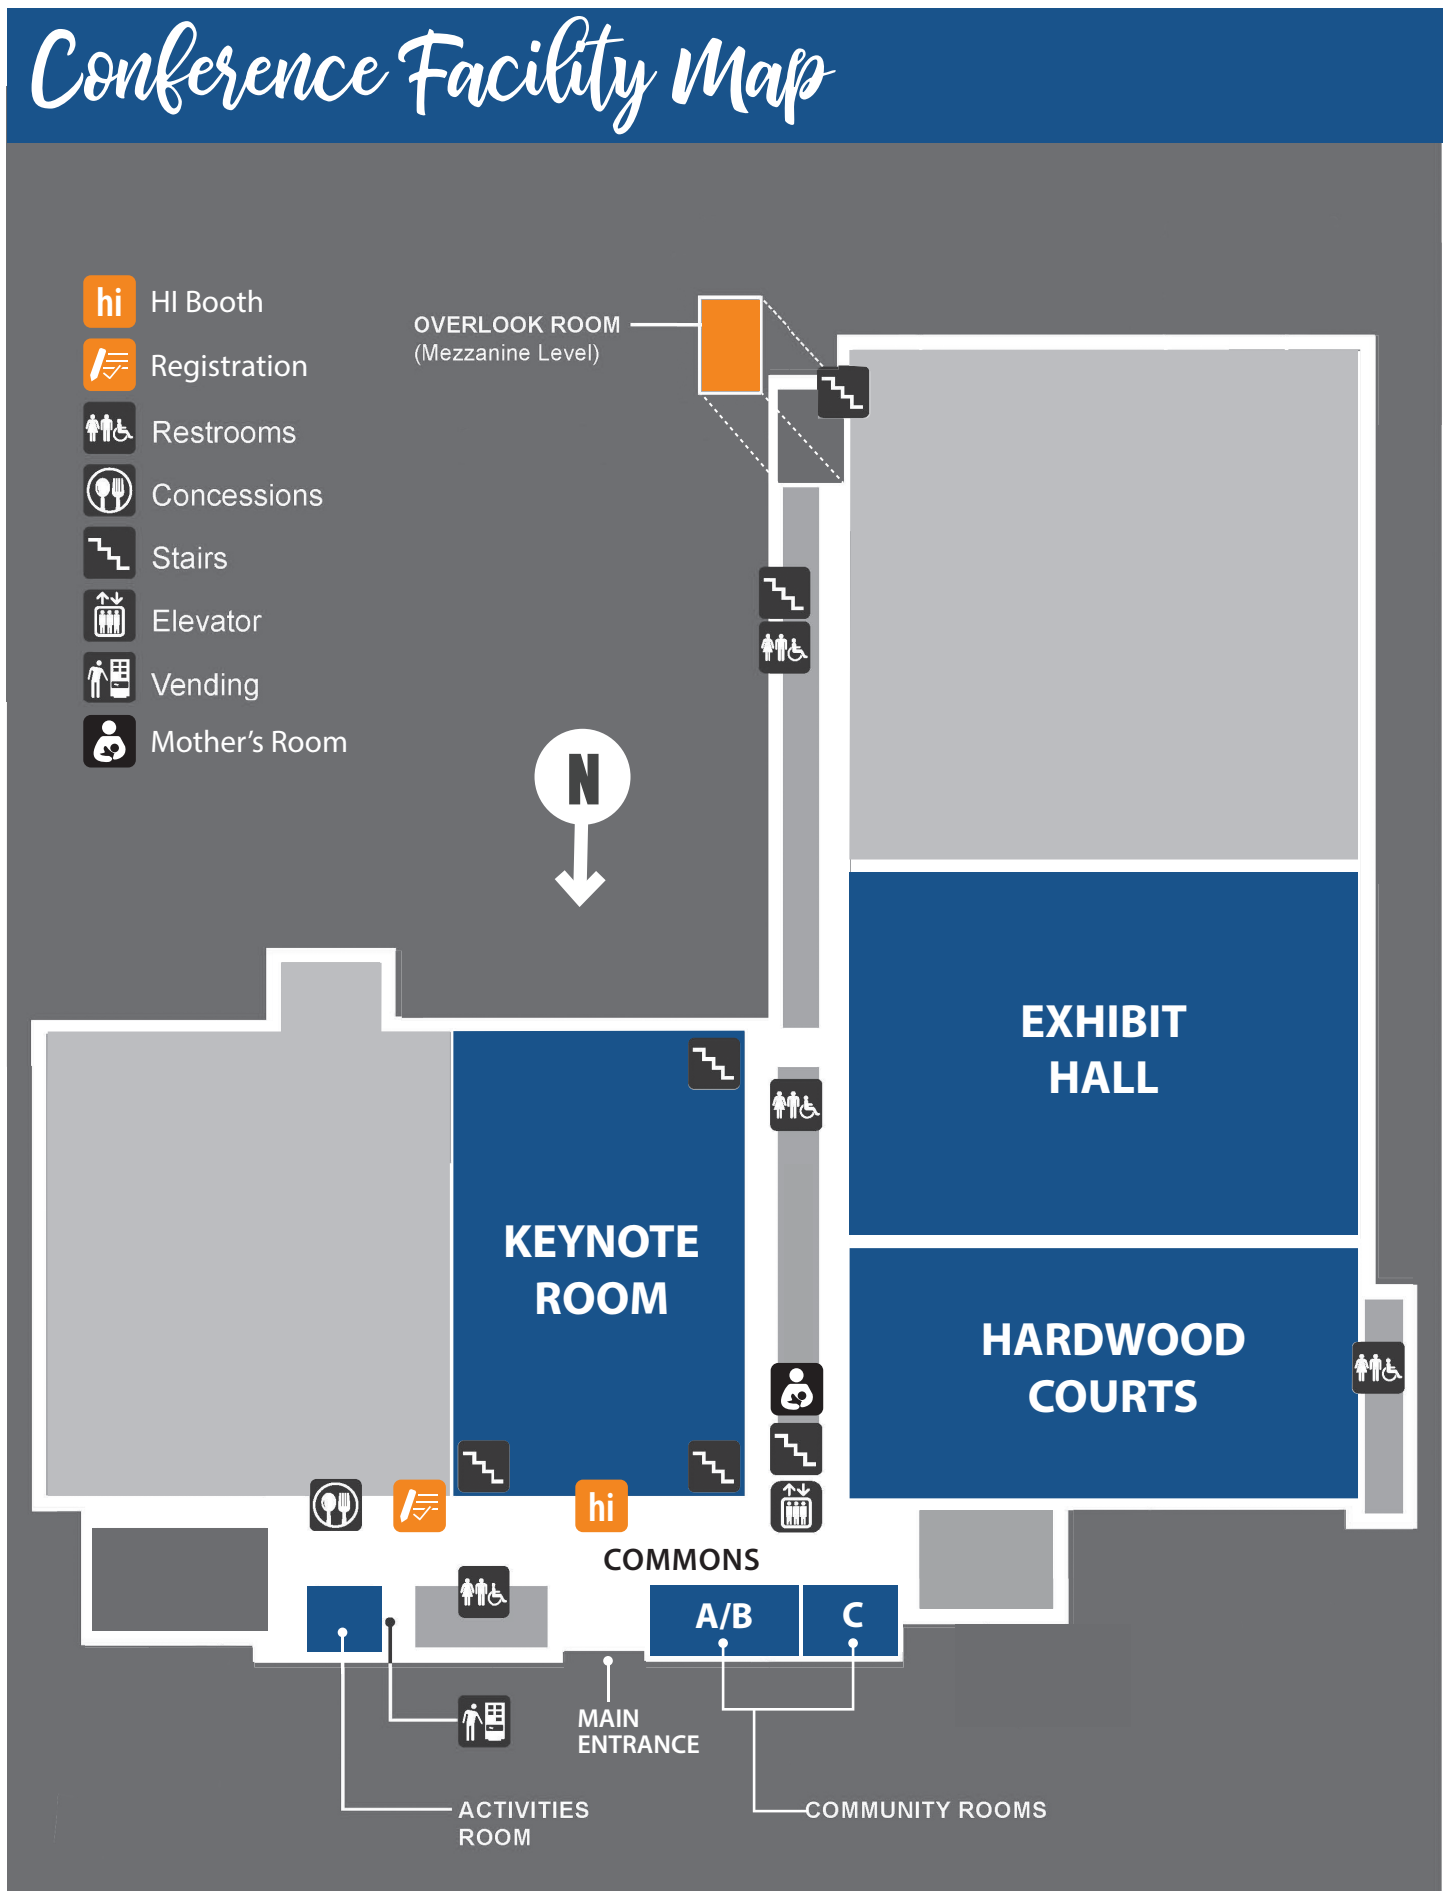 Conference Facility Map
hi HI Booth
Registration
Restrooms
Concessions
Stairs
Elevator
Vending
Mother's Room
OVERLOOK ROOM
(Mezzanine Level)
N
EXHIBIT
HALL
KEYNOTE
ROOM
HARDWOOD
COURTS
hi
COMMONS
A/B
C
MAIN
ENTRANCE
ACTIVITIES
ROOM
COMMUNITY ROOMS